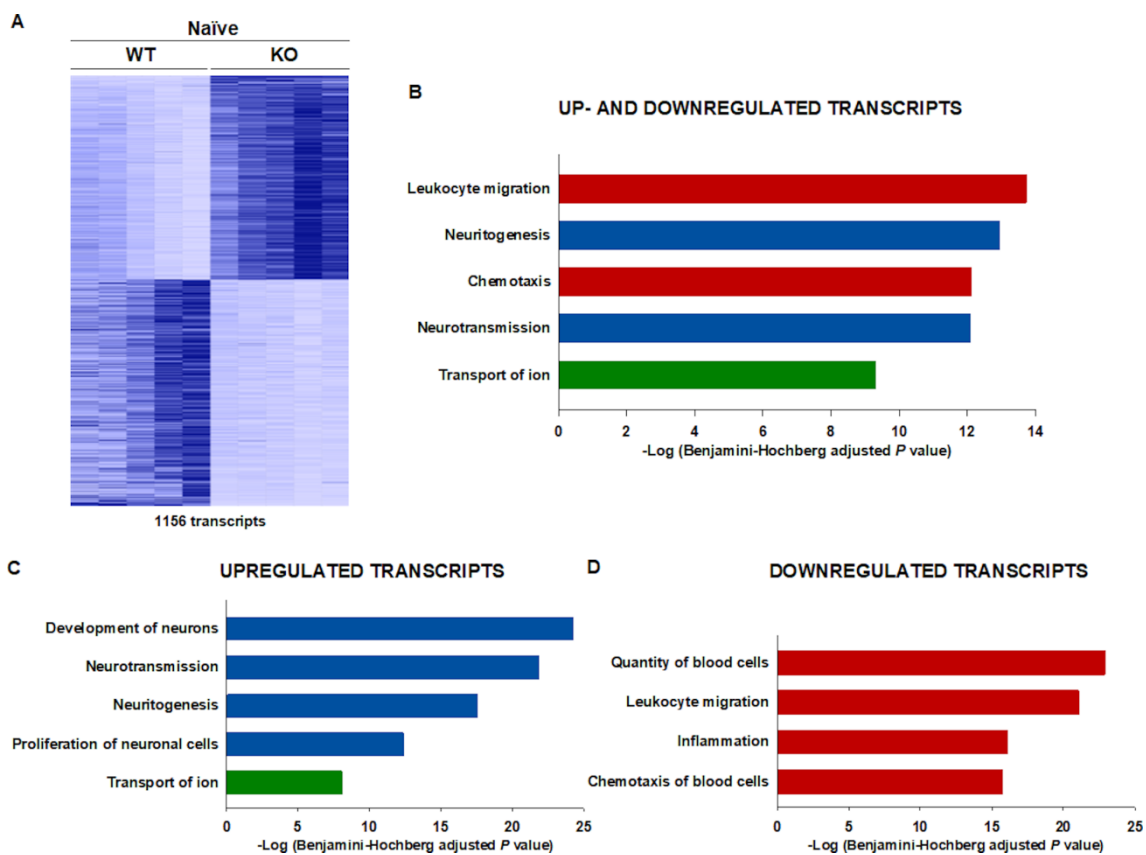 A
Naïve
WT KO
1156 transcripts
B
UP- AND DOWNREGULATED TRANSCRIPTS
Leukocyte migration
Neuritogenesis
Chemotaxis
Neurotransmission
Transport of ion
0 2 4 6 8 10 12 14
-Log (Benjamini-Hochberg adjusted P value)
C
UPREGULATED TRANSCRIPTS
Development of neurons
Neurotransmission
Neuritogenesis
Proliferation of neuronal cells
Transport of ion
0 5 10 15 20 25
-Log (Benjamini-Hochberg adjusted P value)
D
DOWNREGULATED TRANSCRIPTS
Quantity of blood cells
Leukocyte migration
Inflammation
Chemotaxis of blood cells
0 5 10 15 20 25
-Log (Benjamini-Hochberg adjusted P value)